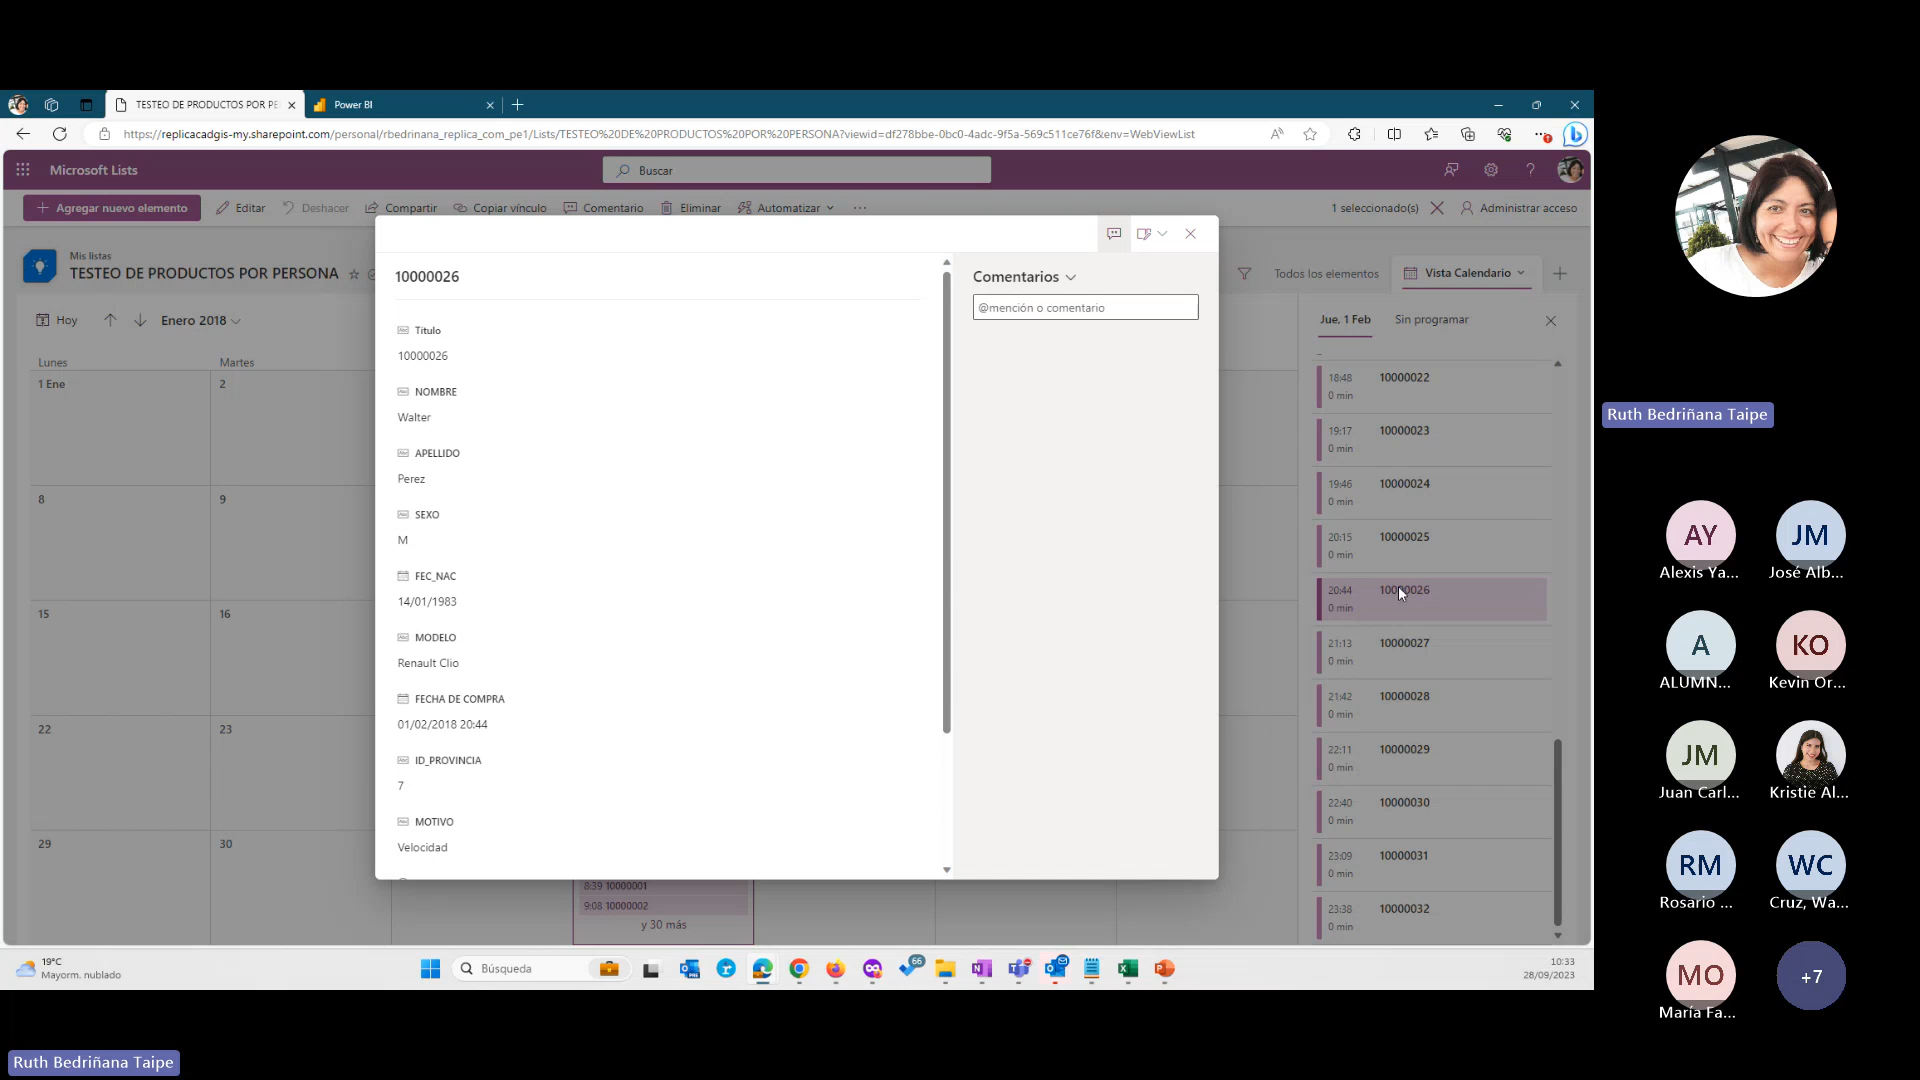 TESTEO DE PRODUCTOS POR PE
Power BI
https://replicacadgis-my.sharepoint.com/personal/rbedrinana_replica_com_pe1/Lists/TESTEO%20DE%20PRODUCTOS%20POR%20PERSONA?viewid=df278bbe-0bc0-4adc-9f5a-569c511ce76f&env=WebViewList
Microsoft Lists
Buscar
Agregar nuevo elemento
Editar
Deshacer
Compartir
Copiar vínculo
Comentario
Eliminar
Automatizar
1 seleccionado(s)
Administrar acceso
Mis listas
TESTEO DE PRODUCTOS POR PERSONA
Todos los elementos
Vista Calendario
Hoy
Enero 2018
Lunes
Martes
1 Ene
2
8
9
15
16
22
23
29
30
8:39 10000001
9:08 10000002
y 30 más
10000026
Título
10000026
NOMBRE
Walter
APELLIDO
Perez
SEXO
M
FEC_NAC
14/01/1983
MODELO
Renault Clio
FECHA DE COMPRA
01/02/2018 20:44
ID_PROVINCIA
7
MOTIVO
Velocidad
Comentarios
@mención o comentario
Jue, 1 Feb
Sin programar
18:48 10000022
0 min
19:17 10000023
0 min
19:46 10000024
0 min
20:15 10000025
0 min
20:44 10000026
0 min
21:13 10000027
0 min
21:42 10000028
0 min
22:11 10000029
0 min
22:40 10000030
0 min
23:09 10000031
0 min
23:38 10000032
0 min
19°C
Mayorm. nublado
Búsqueda
66
10:33
28/09/2023
Ruth Bedriñana Taipe
AY
Alexis Ya...
JM
José Alb...
A
ALUMN...
KO
Kevin Or...
JM
Juan Carl...
Kristie Al...
RM
Rosario ...
WC
Cruz, Wa...
MO
María Fa...
+7
Ruth Bedriñana Taipe